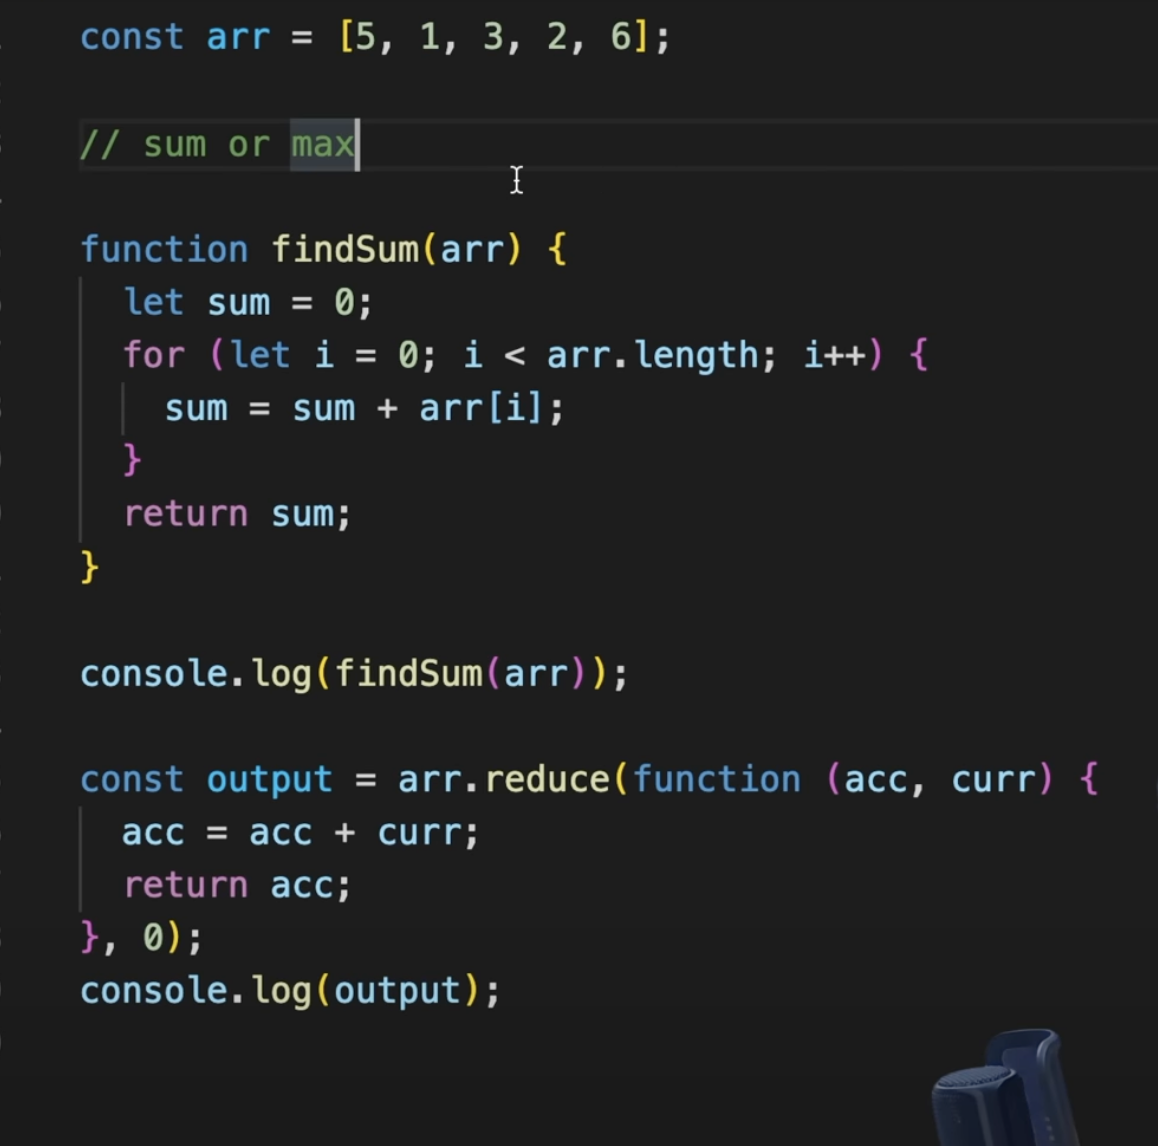 const arr = [5, 1, 3, 2, 6];
// sum or max
function findSum(arr) {
let sum = 0;
for (let i = 0; i < arr.length; i++) {
sum = sum + arr[i];
}
return sum;
}
console.log(findSum(arr));
const output = arr.reduce(function (acc, curr) {
acc = acc + curr;
return acc;
}, 0);
console.log(output);